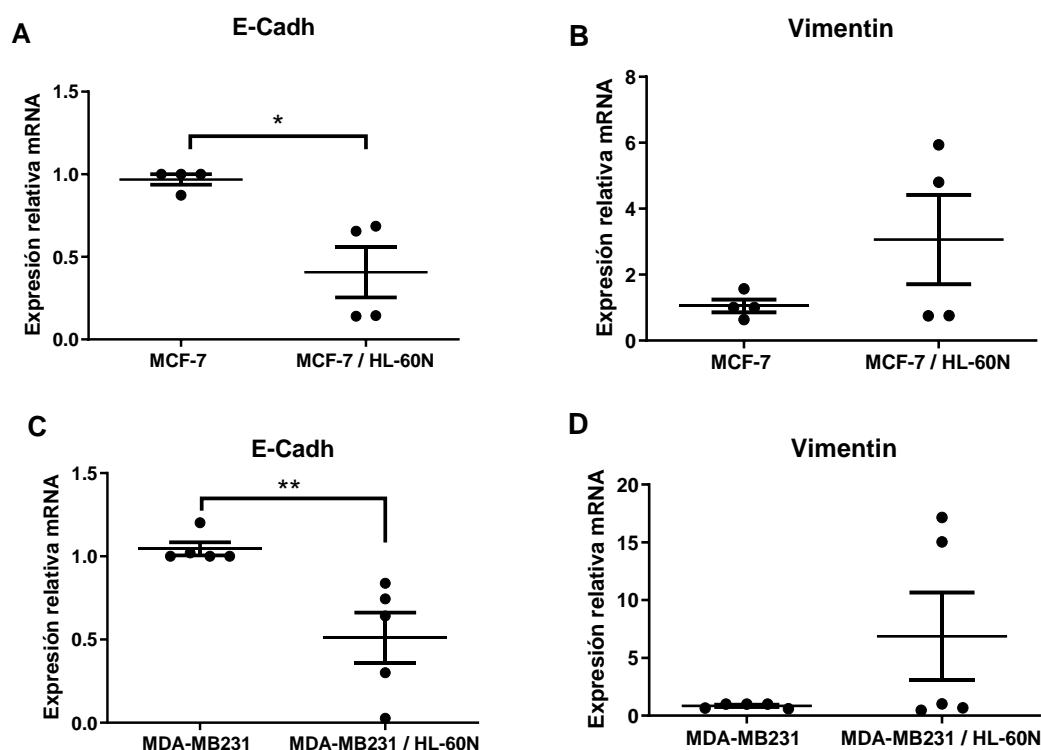 A
E-Cadh
Expresión relativa mRNA
1.5
1.0
0.5
0.0
*
MCF-7
MCF-7 / HL-60N
B
Vimentin
Expresión relativa mRNA
8
6
4
2
0
MCF-7
MCF-7 / HL-60N
C
E-Cadh
Expresión relativa mRNA
1.5
1.0
0.5
0.0
**
MDA-MB231
MDA-MB231 / HL-60N
D
Vimentin
Expresión relativa mRNA
20
15
10
5
0
MDA-MB231
MDA-MB231 / HL-60N